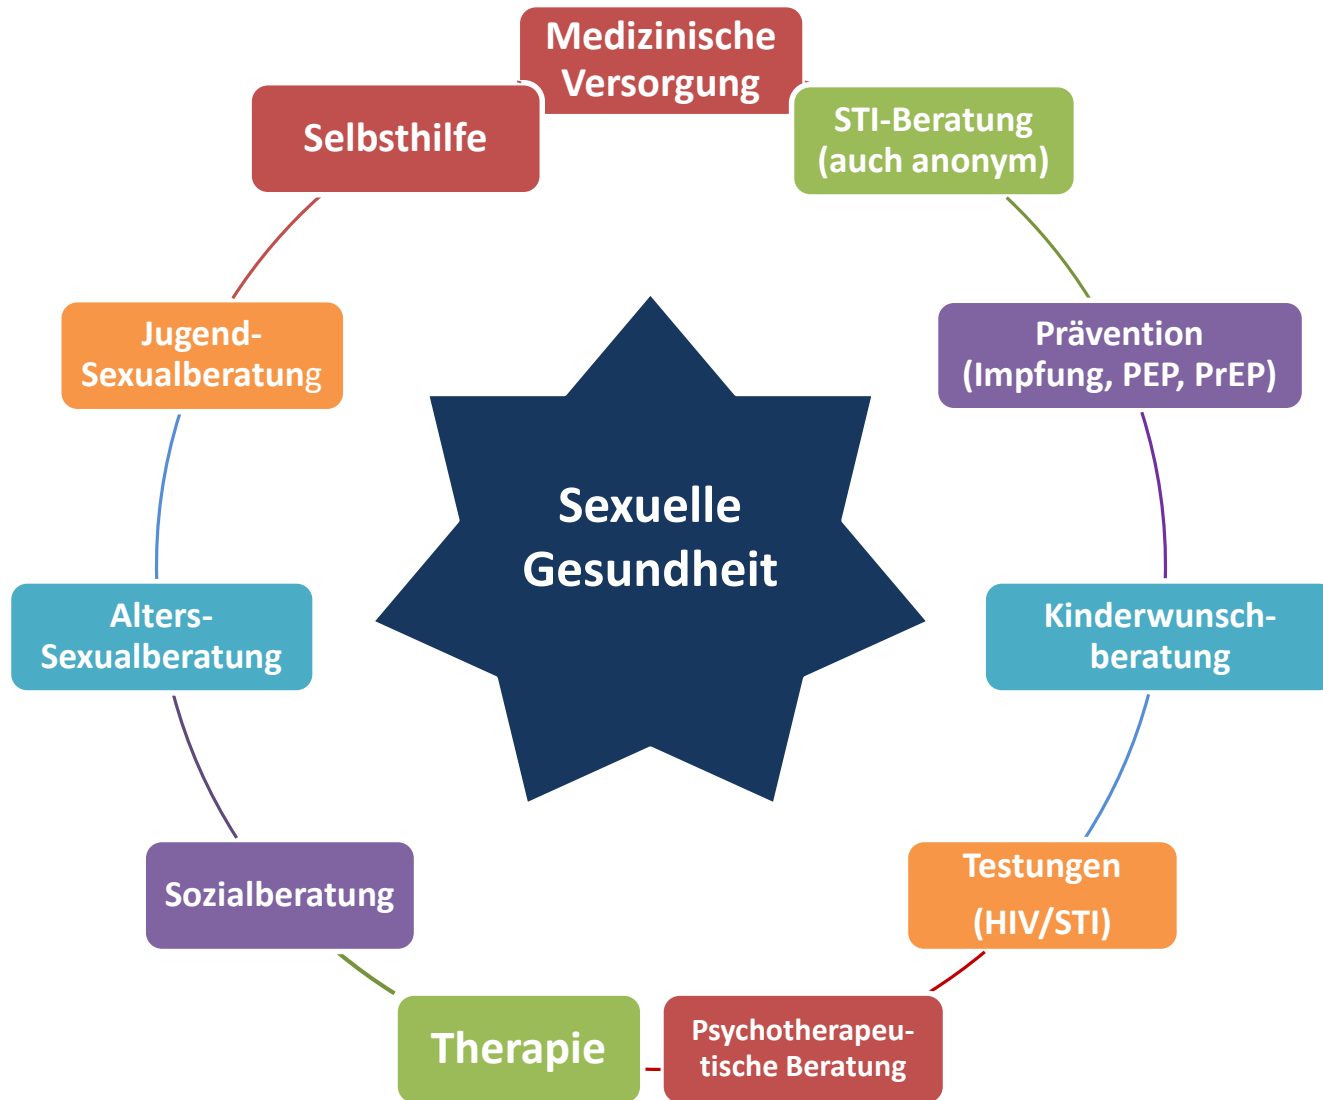 Medizinische
Versorgung
Selbsthilfe
STI-Beratung
(auch anonym)
Jugend-
Sexualberatung
Prävention
(Impfung, PEP, PrEP)
Sexuelle
Gesundheit
Alters-
Sexualberatung
Kinderwunsch-
beratung
Sozialberatung
Testungen
(HIV/STI)
Therapie
Psychotherapeu-
tische Beratung